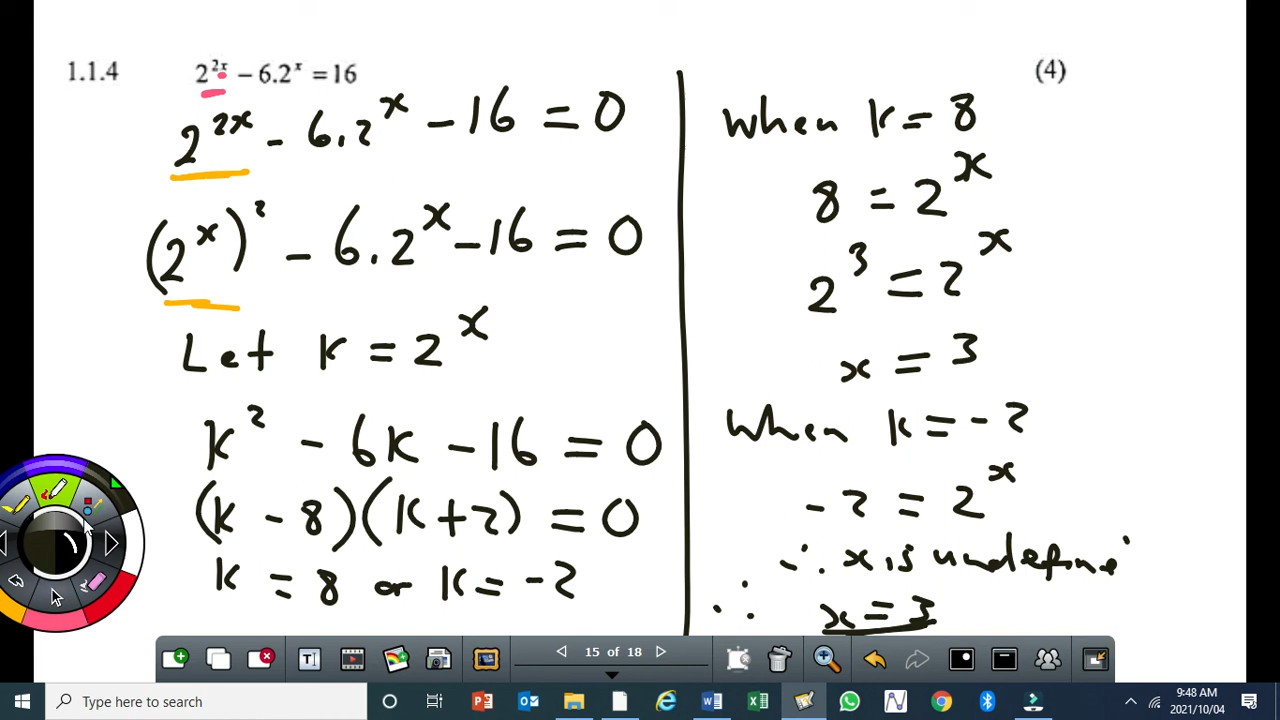 1.1.4 2^{2x} − 6.2^x = 16 (4)
2^{2x} - 6.2^x - 16 = 0
(2^x)^2 - 6.2^x - 16 = 0
Let k = 2^x
k^2 - 6k - 16 = 0
(k - 8)(k + 2) = 0
k = 8 or k = -2
When k = 8
8 = 2^x
2^3 = 2^x
x = 3
When k = -2
-2 = 2^x
∴ x is undefine
∴ x = 3
15 of 18
Type here to search
9:48 AM
2021/10/04